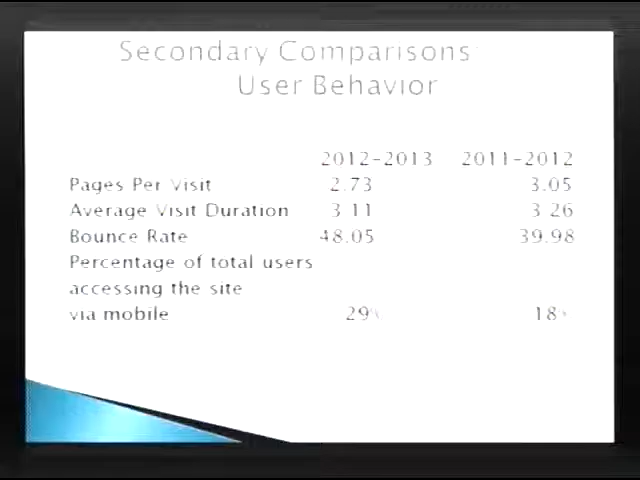 Secondary Comparisons:
User Behavior
2012-2013 2011-2012
Pages Per Visit 2.73 3.05
Average Visit Duration 3:11 3:26
Bounce Rate 48.05 39.98
Percentage of total users
accessing the site
via mobile 29% 18%